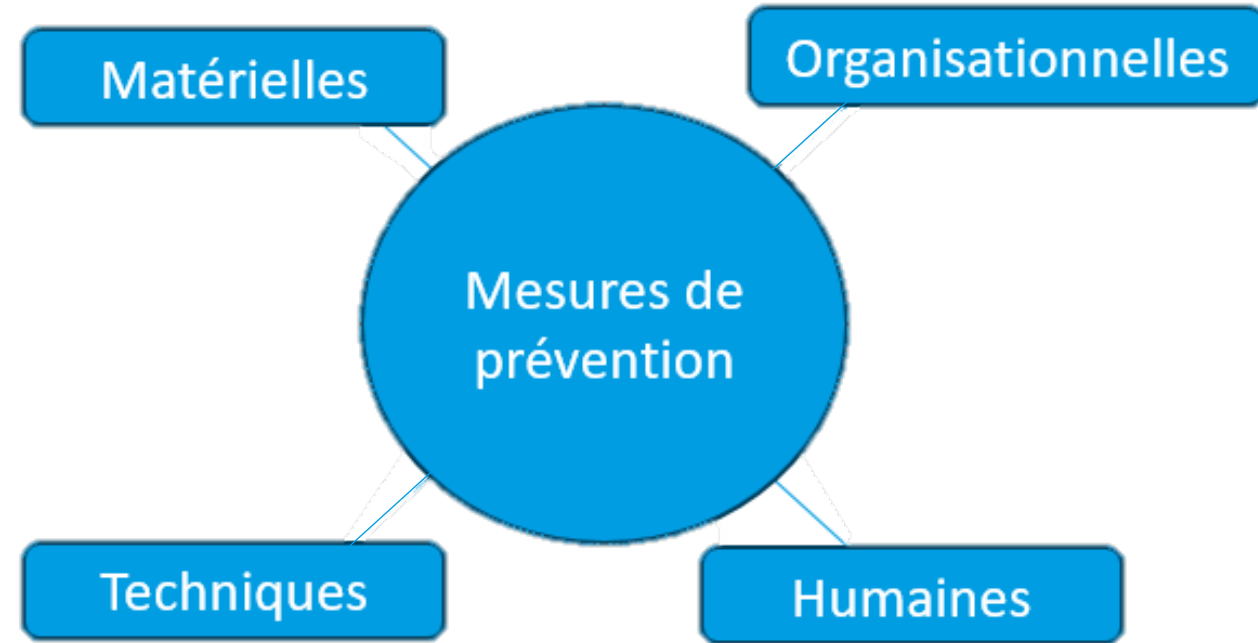 Matérielles
Organisationnelles
Mesures de
prévention
Techniques
Humaines